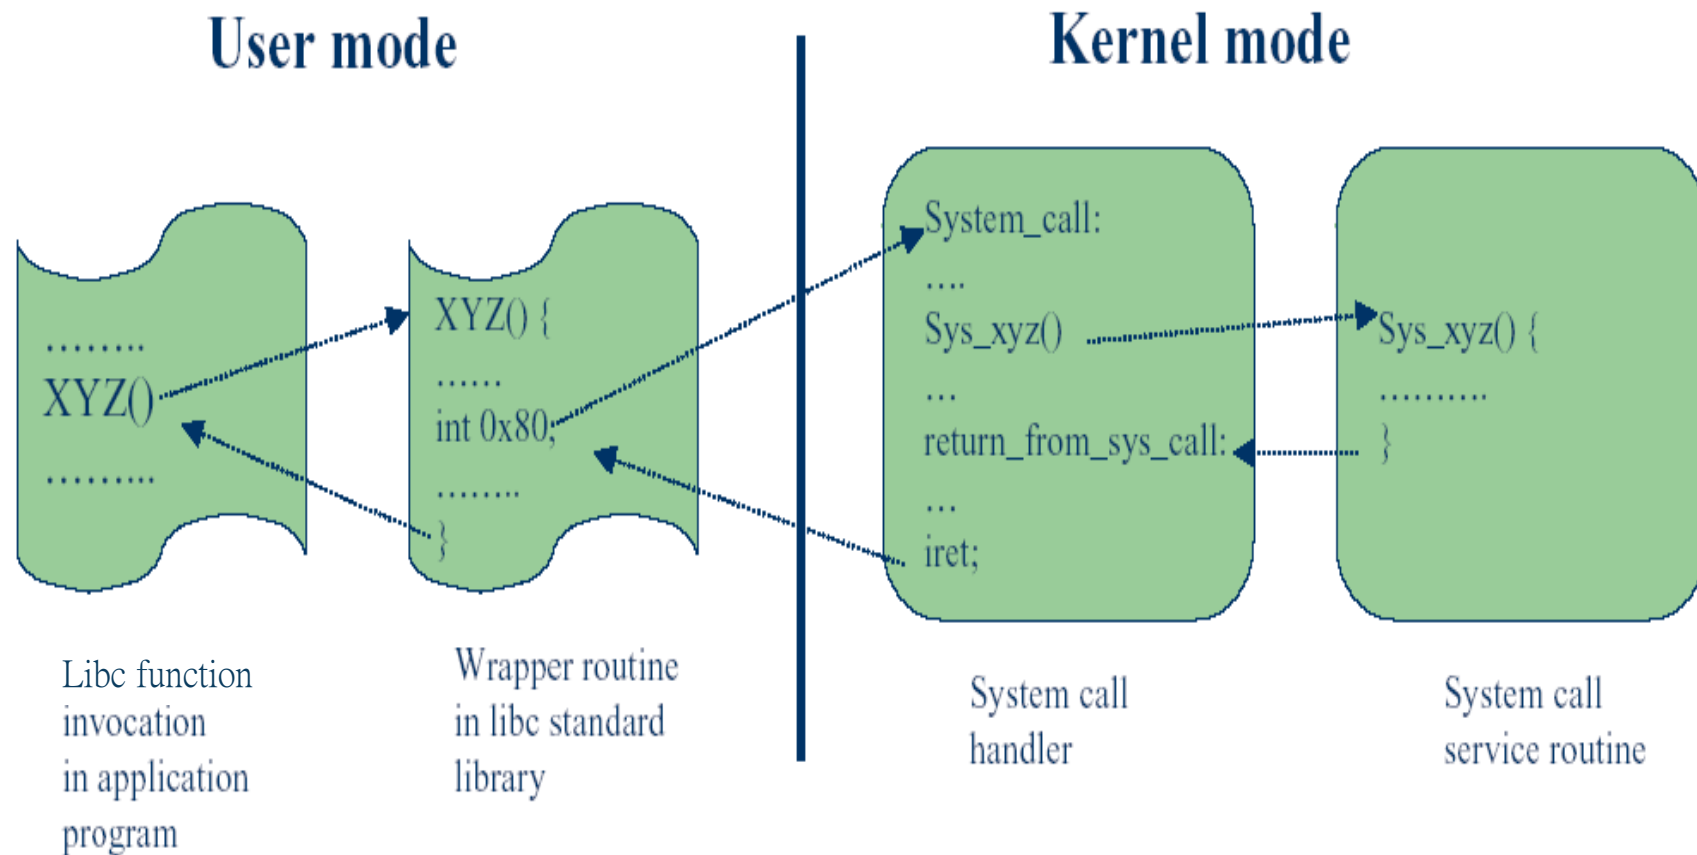 User mode
Kernel mode
........
XYZ()
.........
XYZ() {
......
int 0x80;
........
}
System_call:
....
Sys_xyz()
...
return_from_sys_call:
...
iret;
Sys_xyz() {
..........
}
Libc function
invocation
in application
program
Wrapper routine
in libc standard
library
System call
handler
System call
service routine